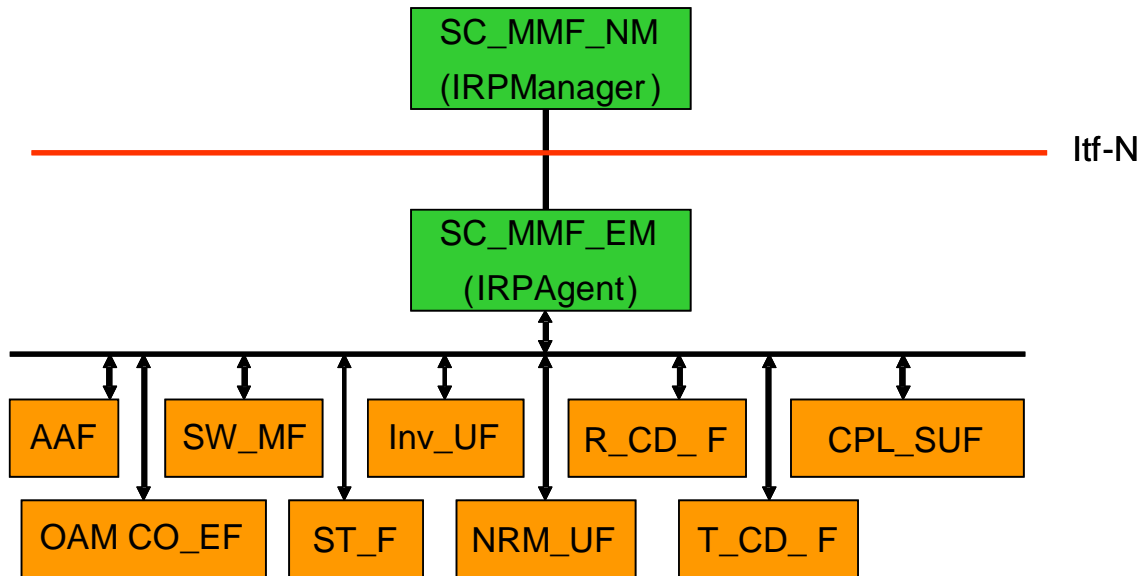 SC_MMF_NM
(IRPManager)
Itf-N
SC_MMF_EM
(IRPAgent)
AAF
SW_MF
Inv_UF
R_CD_ F
CPL_SUF
OAM CO_EF
ST_F
NRM_UF
T_CD_ F